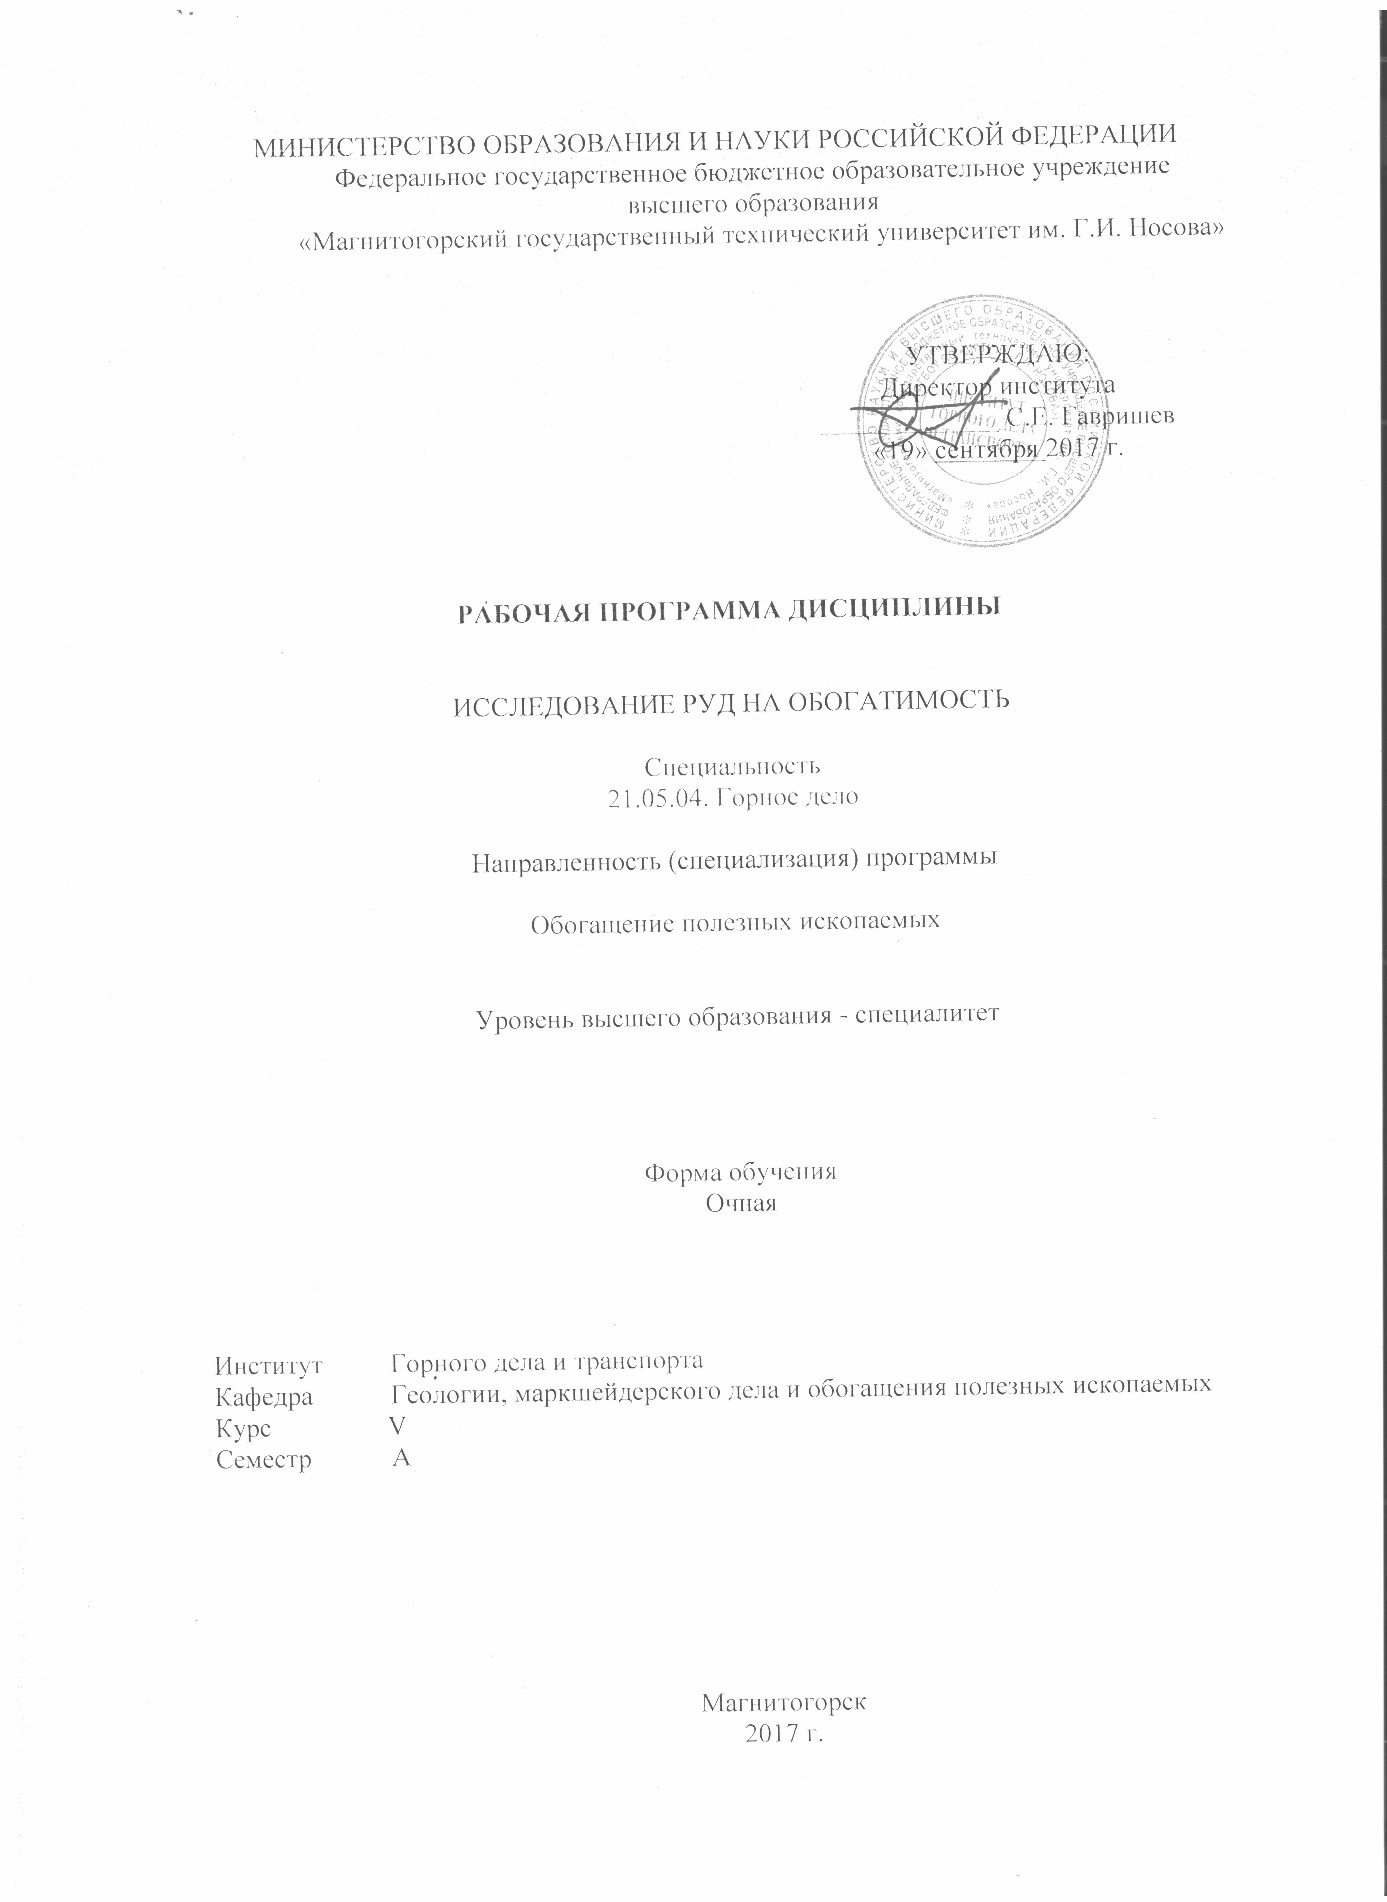 МИНИСТЕРСТВО ОБРАЗОВАНИЯ И НАУКИ РОССИЙСКОЙ ФЕДЕРАЦИИ
Федеральное государственное бюджетное образовательное учреждение
высшего образования
«Магнитогорский государственный технический университет им. Г.И. Носова»
УТВЕРЖДАЮ:
Директор института
С.Е. Гавришев
«19» сентября 2017 г.
РАБОЧАЯ ПРОГРАММА ДИСЦИПЛИНЫ
ИССЛЕДОВАНИЕ РУД НА ОБОГАТИМОСТЬ
Специальность
21.05.04. Горное дело
Направленность (специализация) программы
Обогащение полезных ископаемых
Уровень высшего образования - специалитет
Форма обучения
Очная
Институт Горного дела и транспорта
Кафедра Геологии, маркшейдерского дела и обогащения полезных ископаемых
Курс V
Семестр А
Магнитогорск
2017 г.